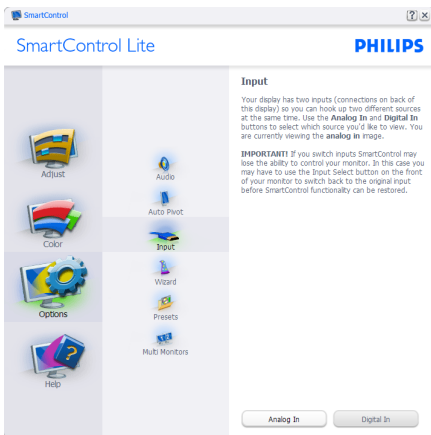 SmartControl
? ×
SmartControl Lite
PHILIPS
Adjust
Color
Options
Help
Audio
Auto Pivot
Input
Wizard
Presets
Multi Monitors
Input
Your display has two inputs (connections on back of
this display) so you can hook up two different sources
at the same time. Use the Analog In and Digital In
buttons to select which source you'd like to view. You
are currently viewing the analog in image.
IMPORTANT! If you switch inputs SmartControl may
lose the ability to control your monitor. In this case you
may have to use the Input Select button on the front
of your monitor to switch back to the original input
before SmartControl functionality can be restored.
Analog In
Digital In